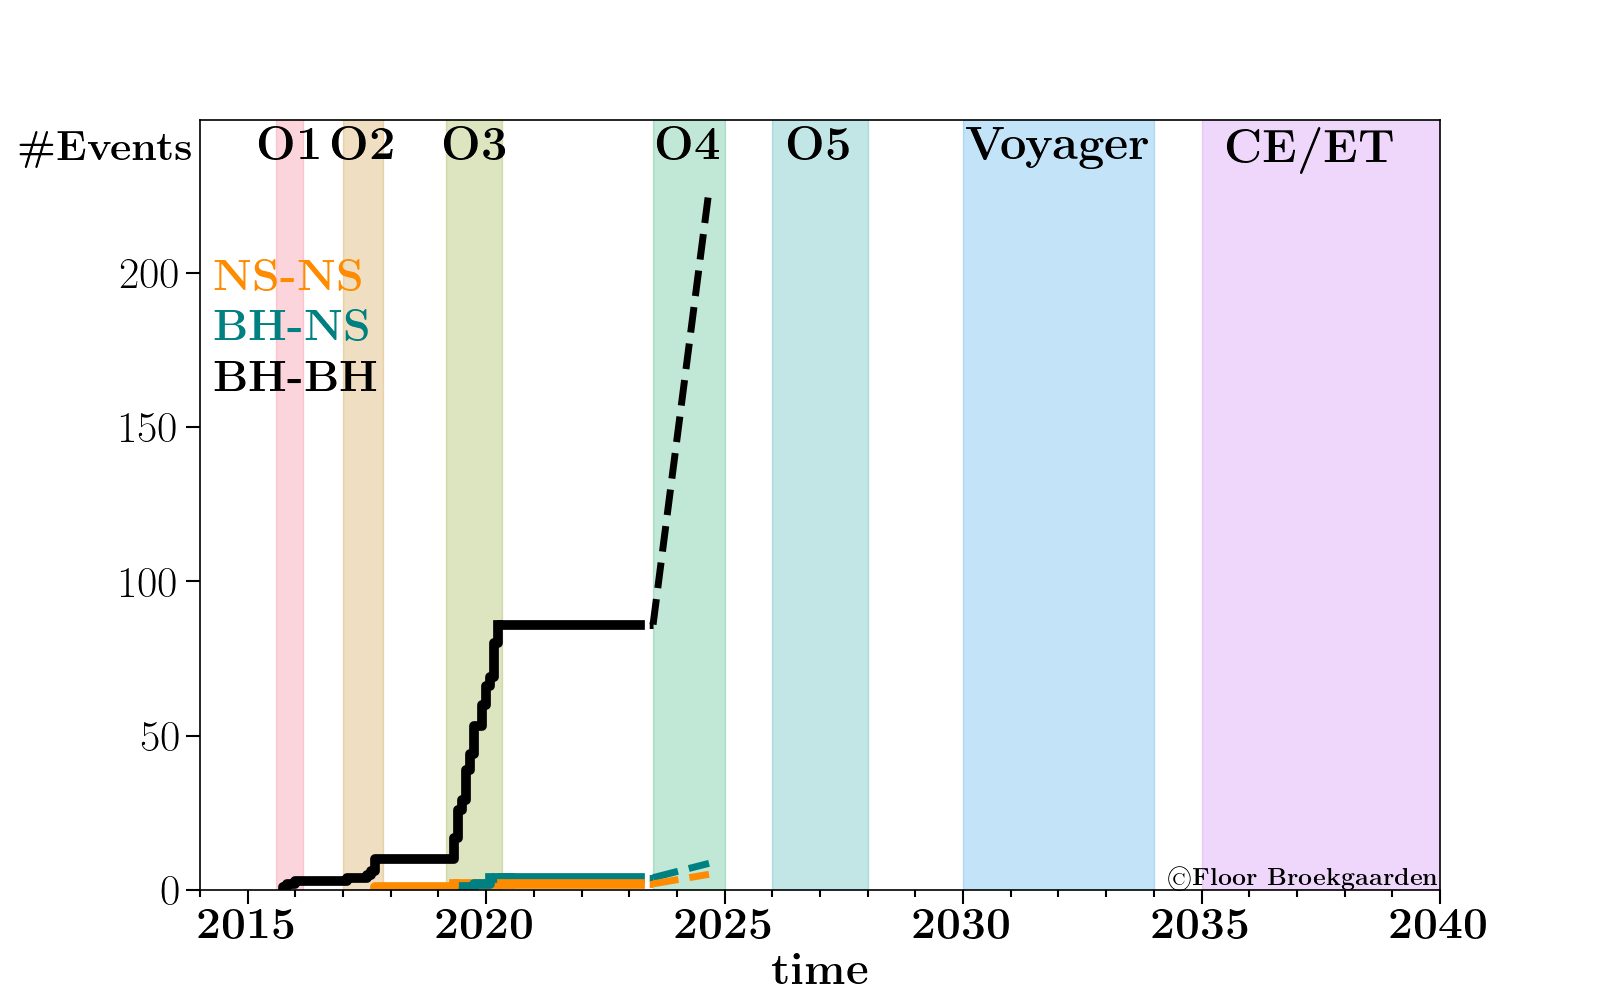 #Events
O1 O2 O3 O4 O5 Voyager CE/ET
NS-NS
BH-NS
BH-BH
200
150
100
50
0
©Floor Broekgaarden
2015 2020 2025 2030 2035 2040
time